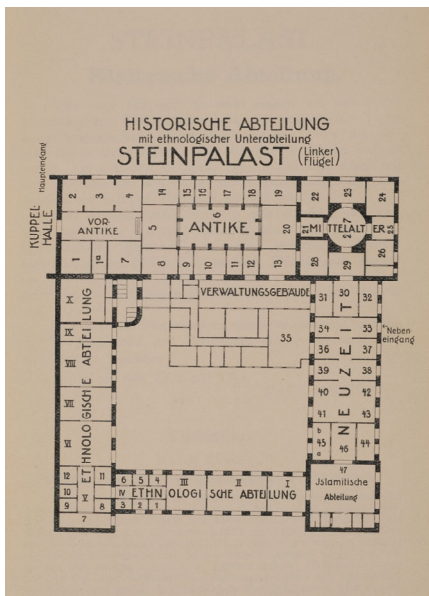 HISTORISCHE ABTEILUNG
mit ethnologischer Unterabteilung
STEINPALAST (Linker Flügel)
Haupteingang
KUPPEL-
HALLE
2 3 4 14 15 16 17 18 19 22 23 24
VOR-
ANTIKE
5 6 ANTIKE 20 21 MITTELALTER 27 25
1 1a 7 8 9 10 11 12 13 28 29 26
VERWALTUNGSGEBÄUDE
35
31 30 32
34 33
Neben
eingang
36 37
39 38
40 42
41 43
b
45 46 44
a
NEUZEIT
47
Islamitische
Abteilung
X
IX
VIII
VII
VI
ETHNOLOGISCHE ABTEILUNG
12 11
10 V
9 8
7
6 5 4
IV ETHNOLOGISCHE ABTEILUNG
3 2 1
III II I